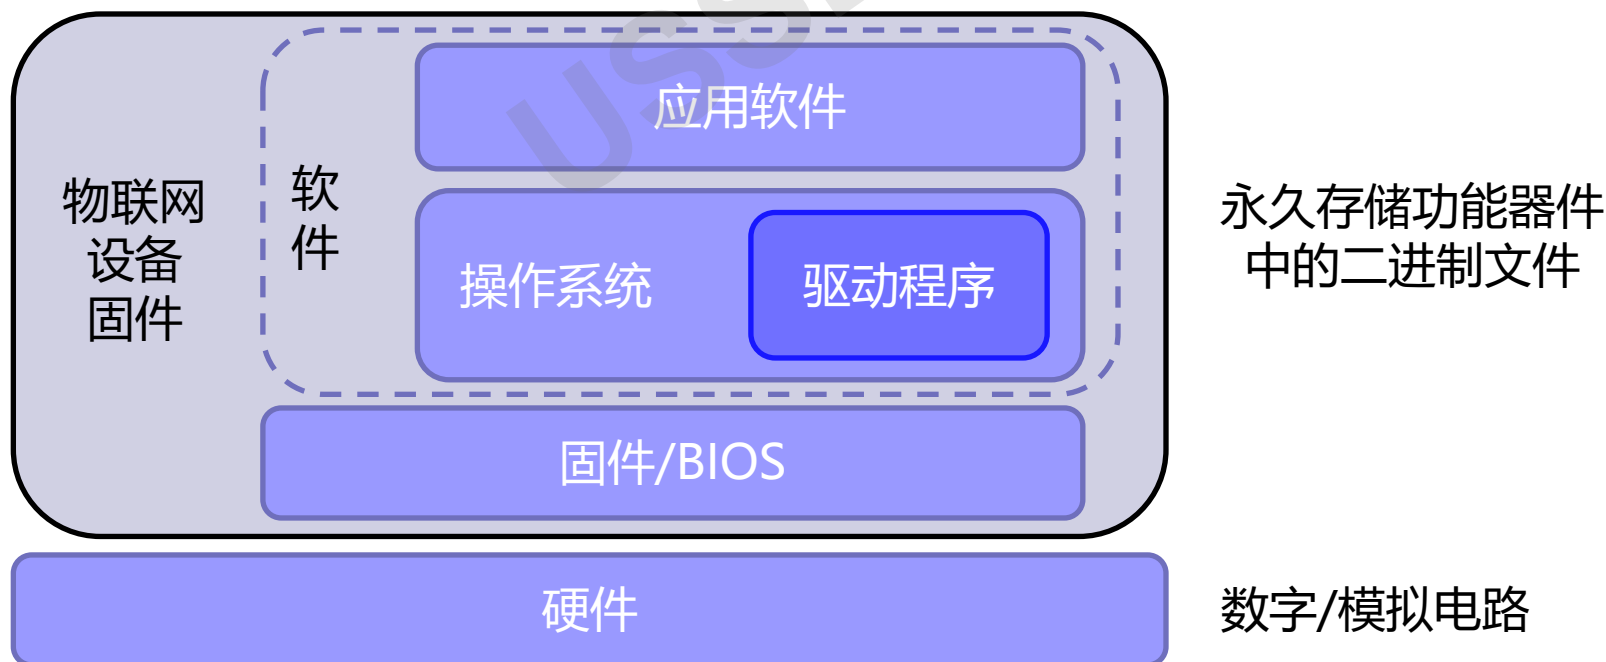 应用软件
物联网
设备
固件
软
件
操作系统
驱动程序
永久存储功能器件
中的二进制文件
固件/BIOS
硬件
数字/模拟电路